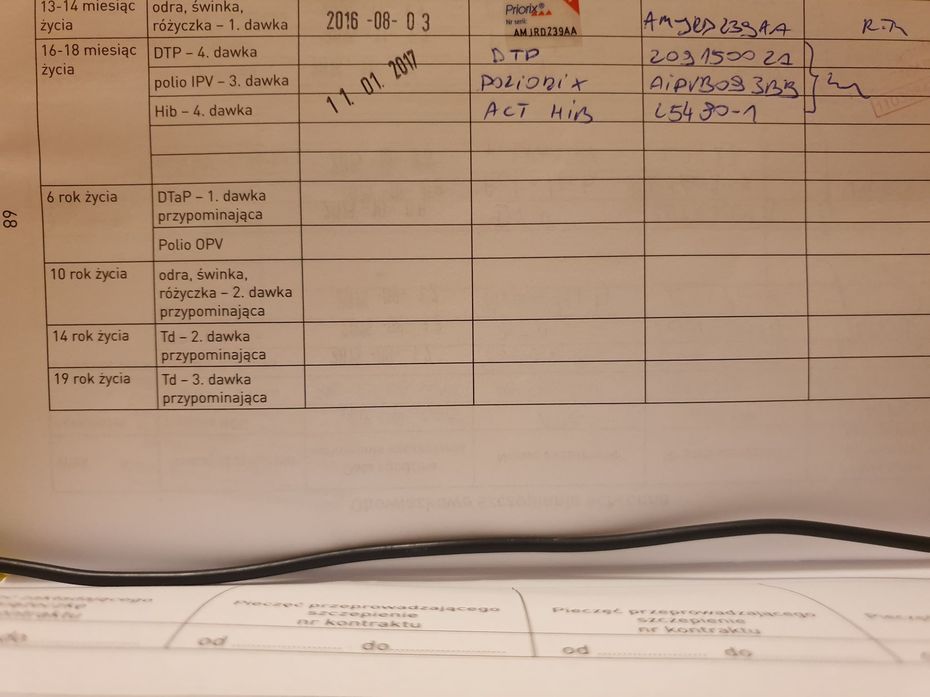 13-14 miesiąc życia odra, świnka, różyczka – 1. dawka 2016 -08- 03 Priorix AMJRD239AA AMJRD239AA
Nr serii:
16-18 miesiąc życia DTP – 4. dawka 11. 01. 2017 DTP
polio IPV – 3. dawka
Hib – 4. dawka ACT HIB L5490-1
89
6 rok życia DTaP – 1. dawka
przypominająca
Polio OPV
10 rok życia odra, świnka,
różyczka – 2. dawka
przypominająca
14 rok życia Td – 2. dawka
przypominająca
19 rok życia Td – 3. dawka
przypominająca
Pieczęć przeprowadzającego
szczepienie
nr kontraktu
od .................... do....................
Pieczęć przeprowadzającego
szczepienie
nr kontraktu
od .................... do